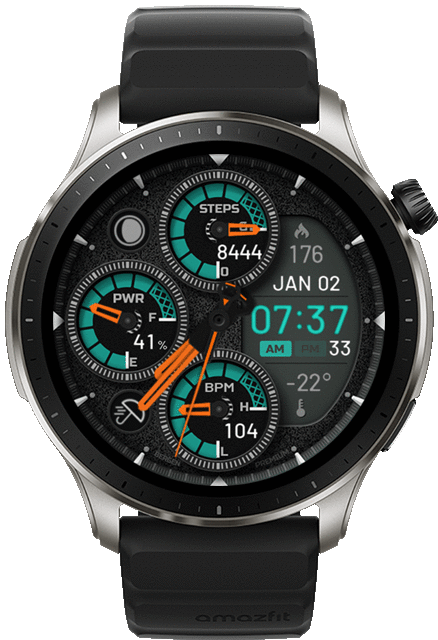 STEPS
8444
D
176
JAN 02
PWR
F
41 %
E
07:37
AM PM 33
BPM
H
104
L
-22°
amazfit